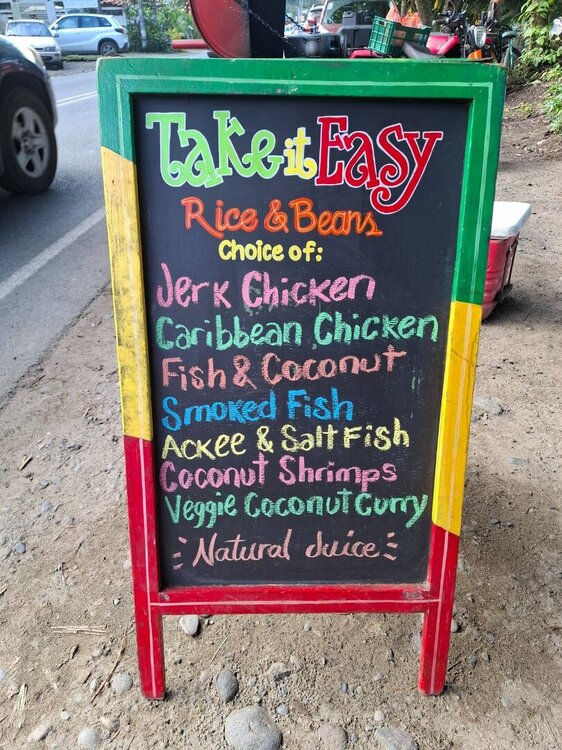 Take it Easy
Rice & Beans
Choice of:
Jerk Chicken
Caribbean Chicken
Fish & Coconut
Smoked Fish
Ackee & Salt Fish
Coconut Shrimps
Veggie Coconut Curry
Natural Juice